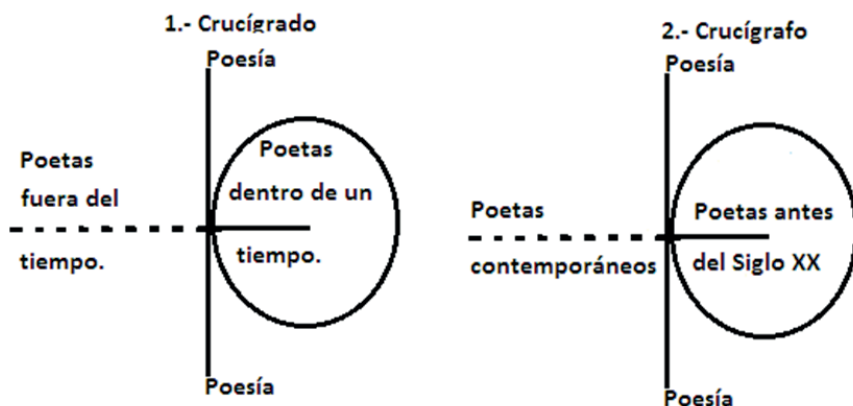 1.- Crucígrado
Poesía
Poetas
fuera del
tiempo.
Poetas
dentro de un
tiempo.
Poesía
2.- Crucígrafo
Poesía
Poetas
contemporáneos
Poetas antes
del Siglo XX
Poesía